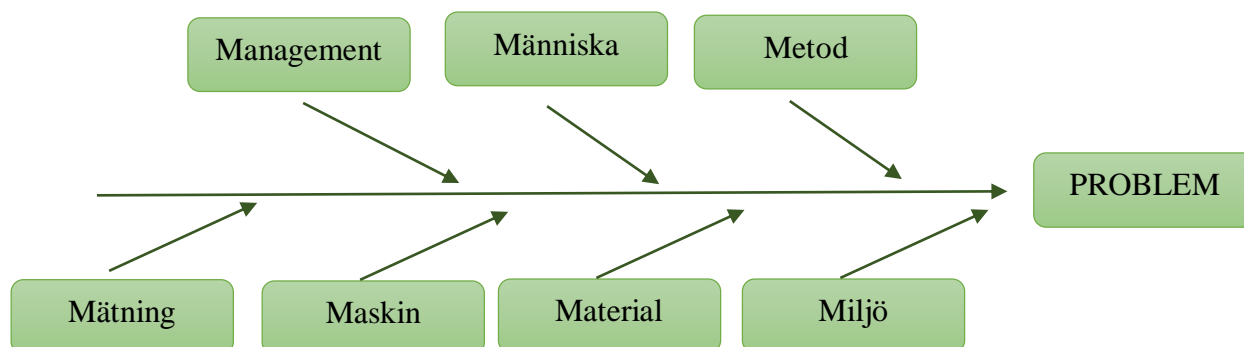 Management
Människa
Metod
PROBLEM
Mätning
Maskin
Material
Miljö